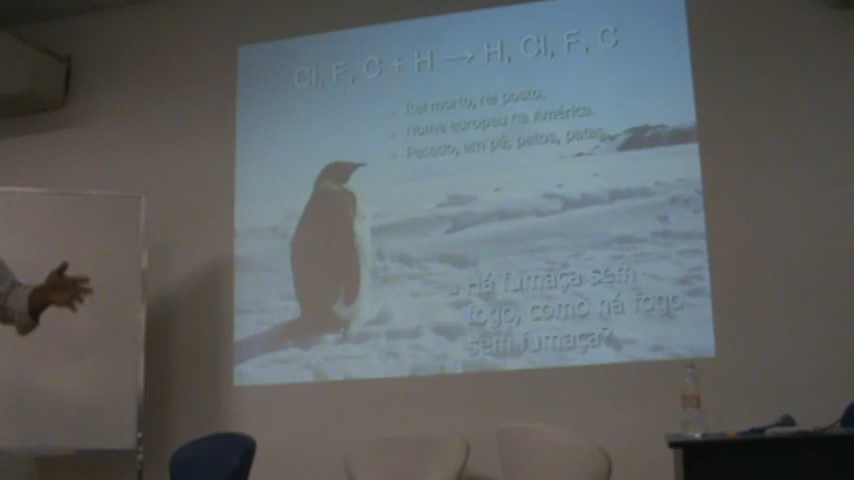 Cl, F, C + H → H, Cl, F, C
Rei morto, rei posto.
Nome europeu na América.
Pesado, em pé, patos, patas,
Há fumaça sem
fogo, como há fogo
sem fumaça?